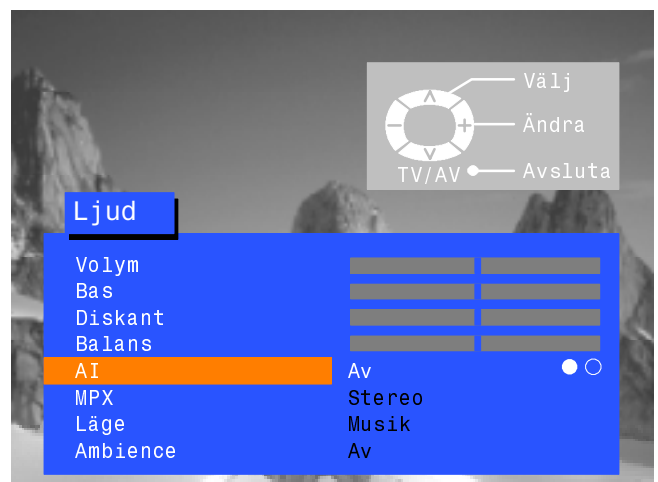 Välj
Ändra
TV/AV Avsluta
Ljud
Volym
Bas
Diskant
Balans
AI Av
MPX Stereo
Läge Musik
Ambience Av